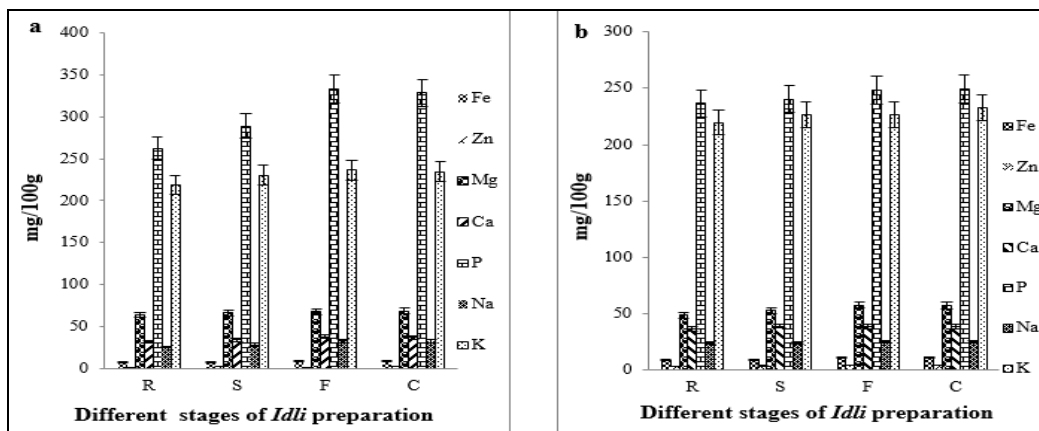 a
400
350
300
250
200
150
100
50
0
mg/100g
R S F C
Different stages of Idli preparation
Fe
Zn
Mg
Ca
P
Na
K
b
300
250
200
150
100
50
0
mg/100g
R S F C
Different stages of Idli preparation
Fe
Zn
Mg
Ca
P
Na
K